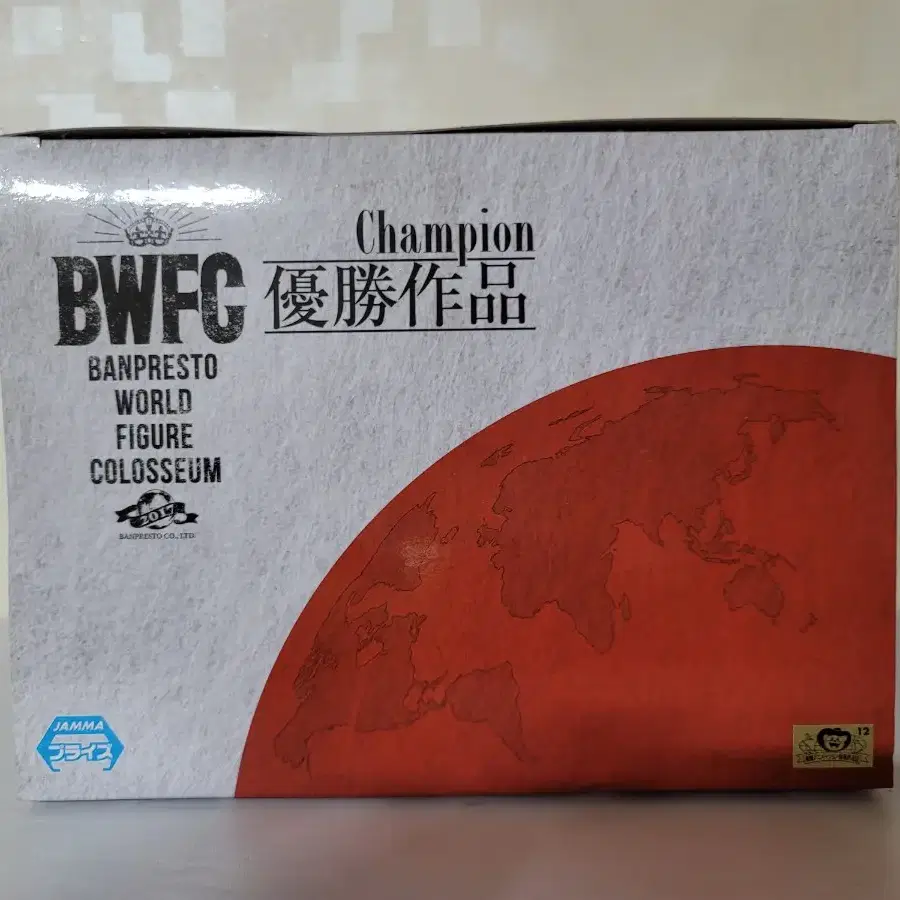 Champion
BWFC
優勝作品
BANPRESTO
WORLD
FIGURE
COLOSSEUM
2017
BANPRESTO CO., LTD.
JAMMA
プライズ
12